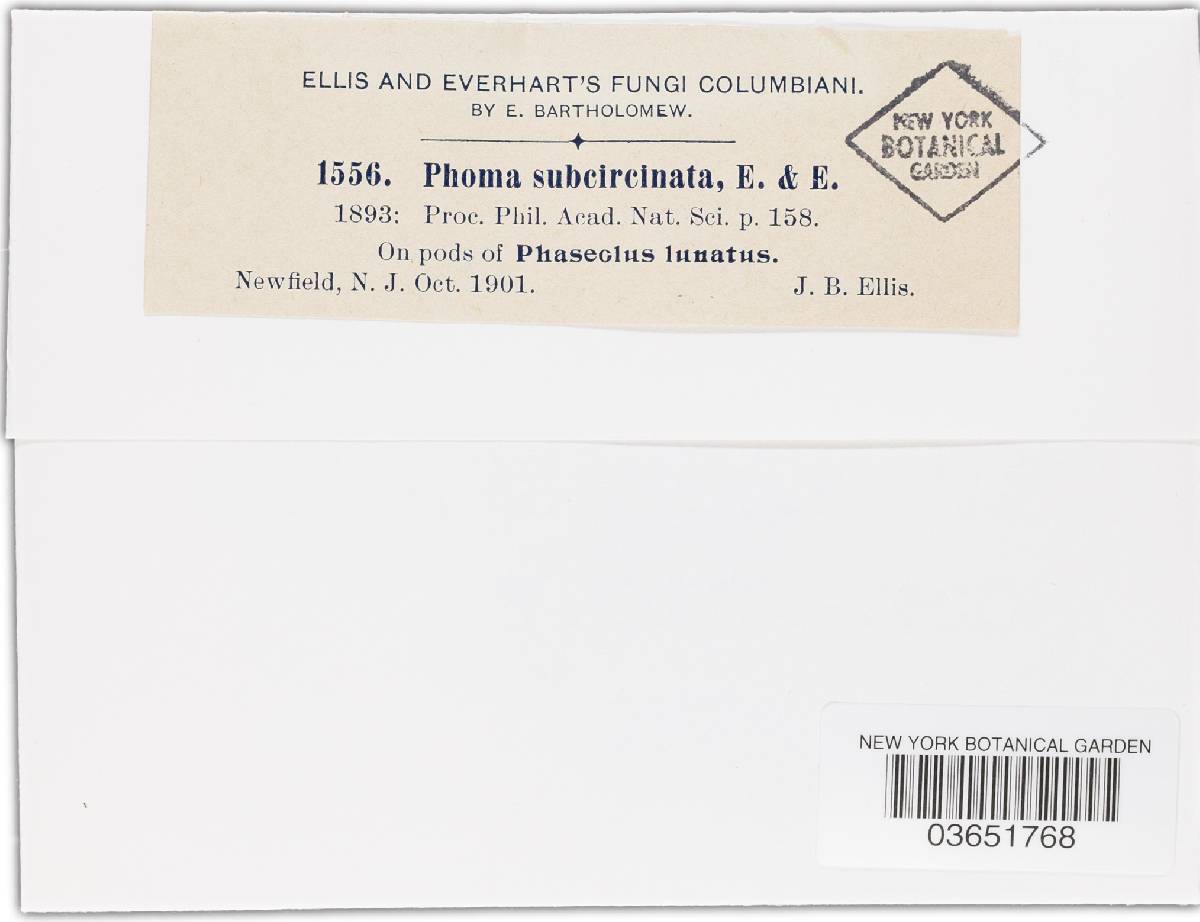 ELLIS AND EVERHART'S FUNGI COLUMBIANI.
BY E. BARTHOLOMEW.
1556. Phoma subcircinata, E. & E.
1893: Proc. Phil. Acad. Nat. Sci. p. 158.
On pods of Phaseolus lunatus.
Newfield, N. J. Oct. 1901. J. B. Ellis.
NEW YORK
BOTANICAL
GARDEN
NEW YORK BOTANICAL GARDEN
03651768